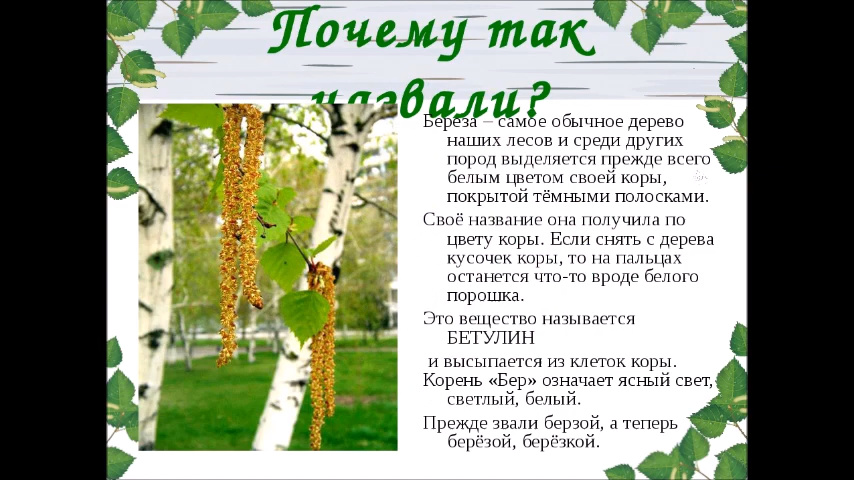 Почему так
назвали?
Берёза – самое обычное дерево
наших лесов и среди других
пород выделяется прежде всего
белым цветом своей коры,
покрытой тёмными полосками.
Своё название она получила по
цвету коры. Если снять с дерева
кусочек коры, то на пальцах
останется что-то вроде белого
порошка.
Это вещество называется
БЕТУЛИН
и высыпается из клеток коры.
Корень «Бер» означает ясный свет,
светлый, белый.
Прежде звали берзой, а теперь
берёзой, берёзкой.